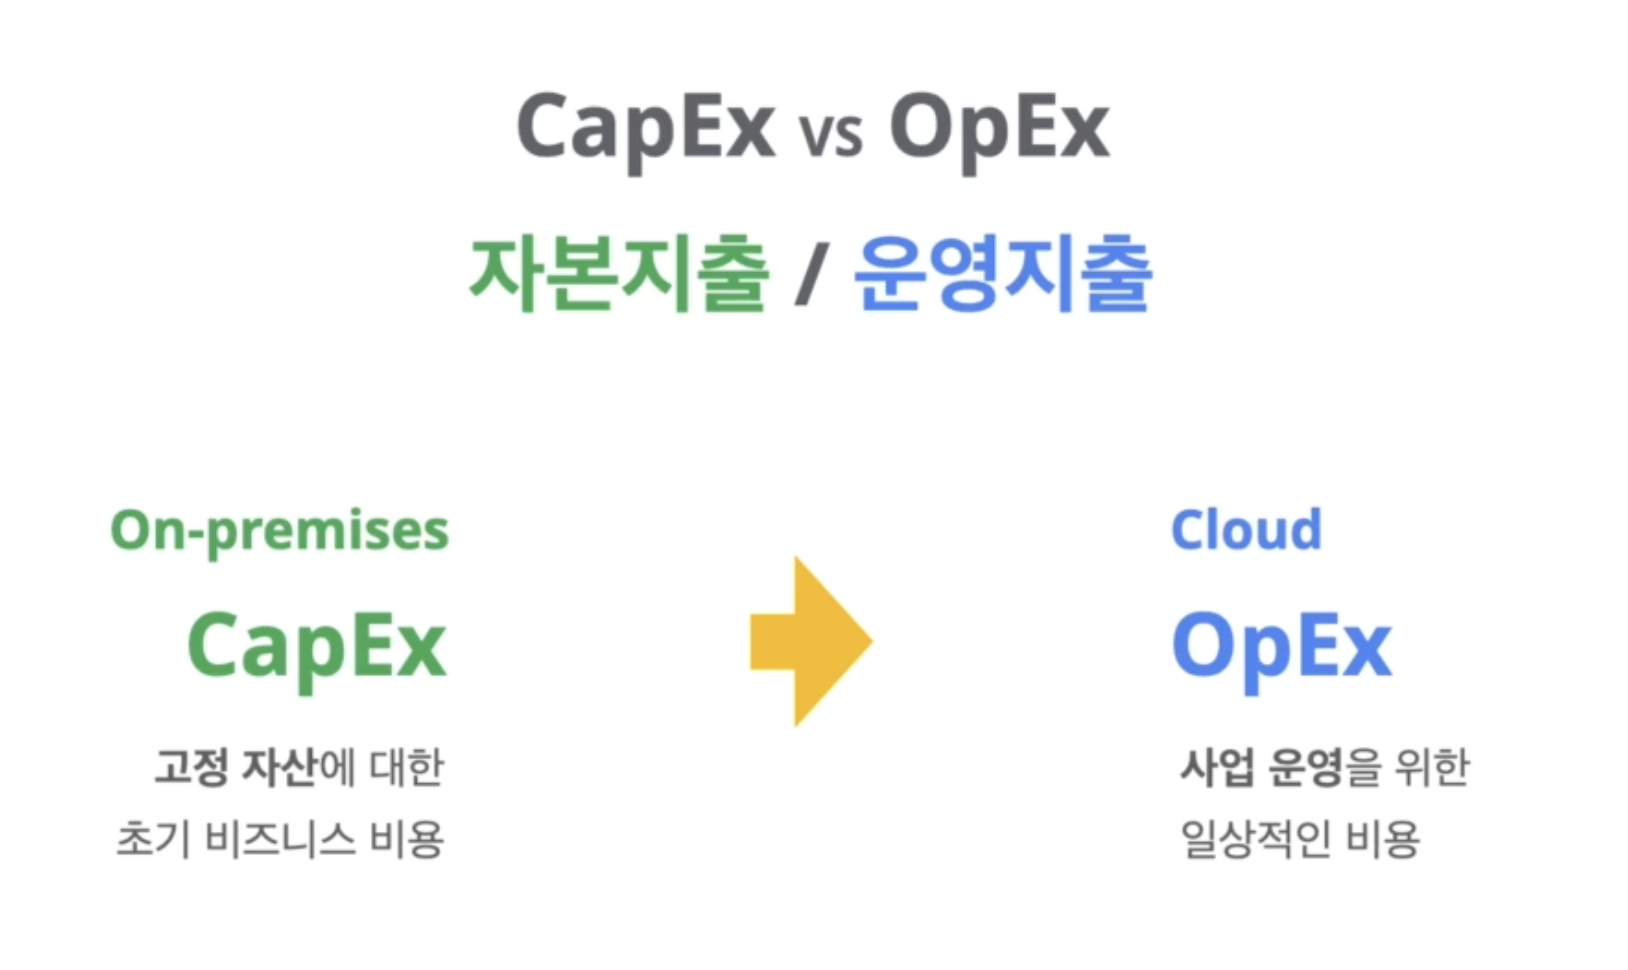 CapEx vs OpEx
자본지출 / 운영지출
On-premises
CapEx
고정 자산에 대한
초기 비즈니스 비용
Cloud
OpEx
사업 운영을 위한
일상적인 비용